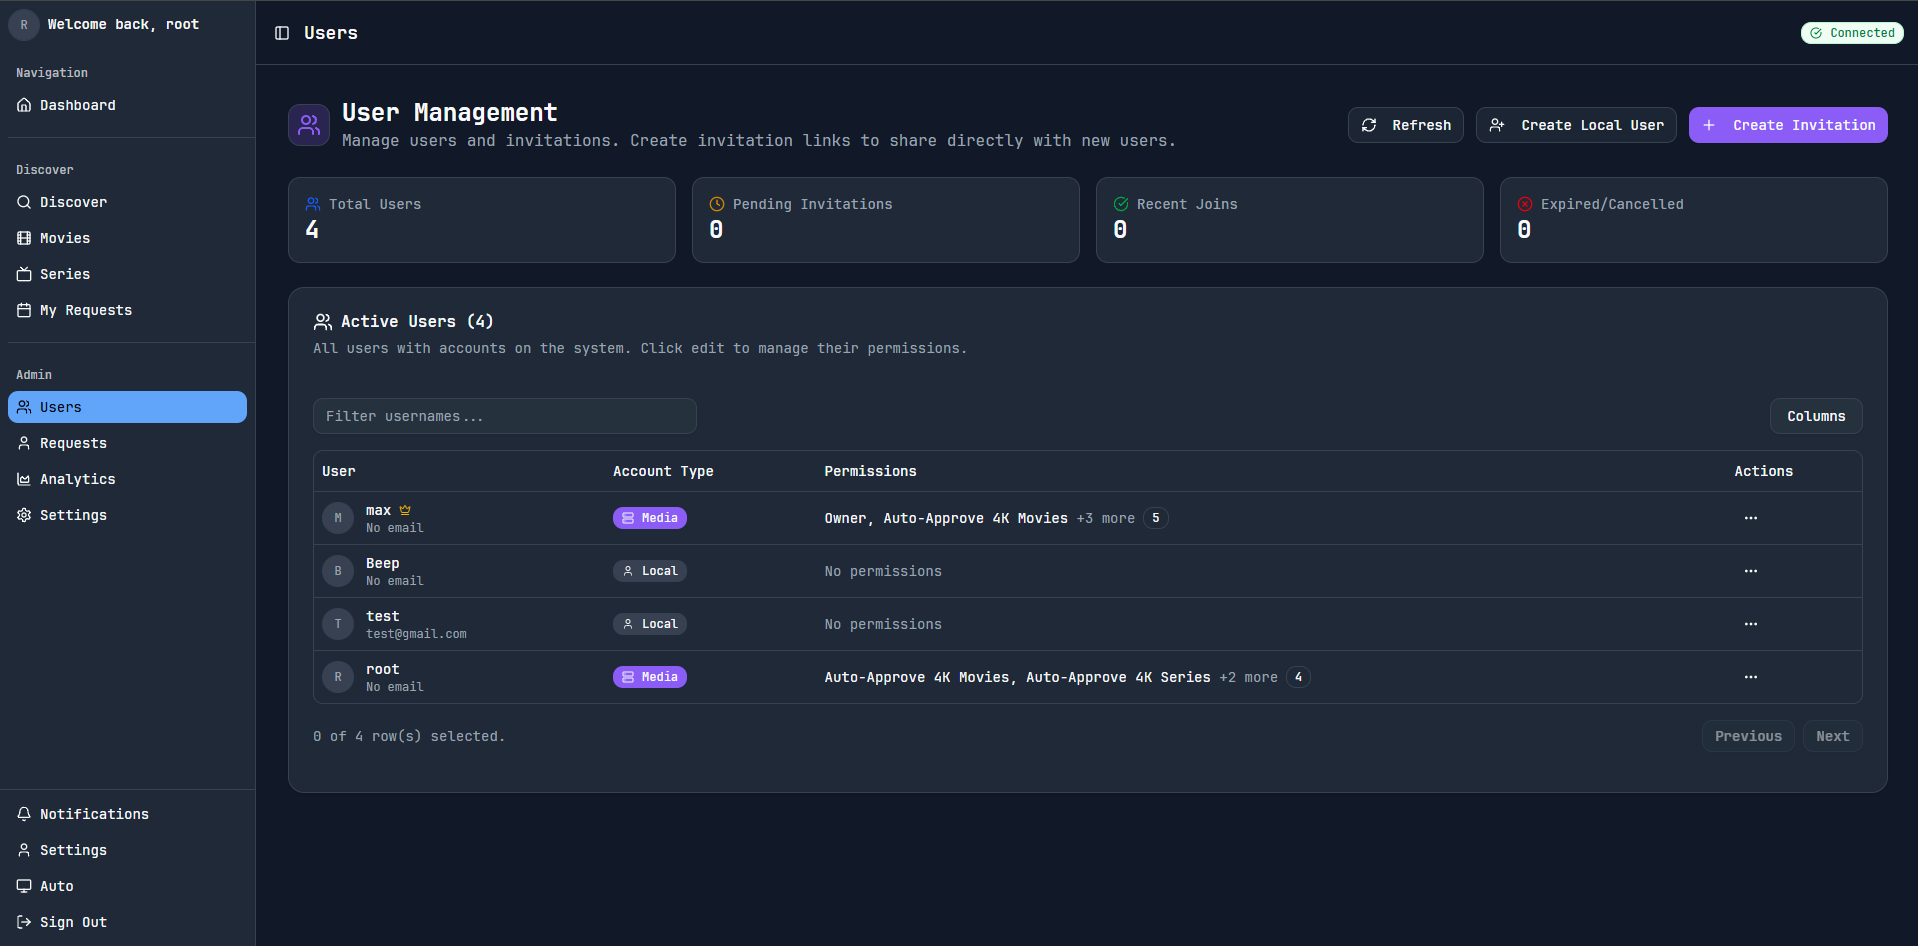 R Welcome back, root
Navigation
Dashboard
Discover
Discover
Movies
Series
My Requests
Admin
Users
Requests
Analytics
Settings
Notifications
Settings
Auto
Sign Out
Users
Connected
User Management
Manage users and invitations. Create invitation links to share directly with new users.
Refresh
Create Local User
Create Invitation
Total Users
4
Pending Invitations
0
Recent Joins
0
Expired/Cancelled
0
Active Users (4)
All users with accounts on the system. Click edit to manage their permissions.
Filter usernames...
Columns
User Account Type Permissions Actions
M max Media Owner, Auto-Approve 4K Movies +3 more 5
No email
B Beep Local No permissions
No email
T test Local No permissions
test@gmail.com
R root Media Auto-Approve 4K Movies, Auto-Approve 4K Series +2 more 4
No email
0 of 4 row(s) selected.
Previous Next